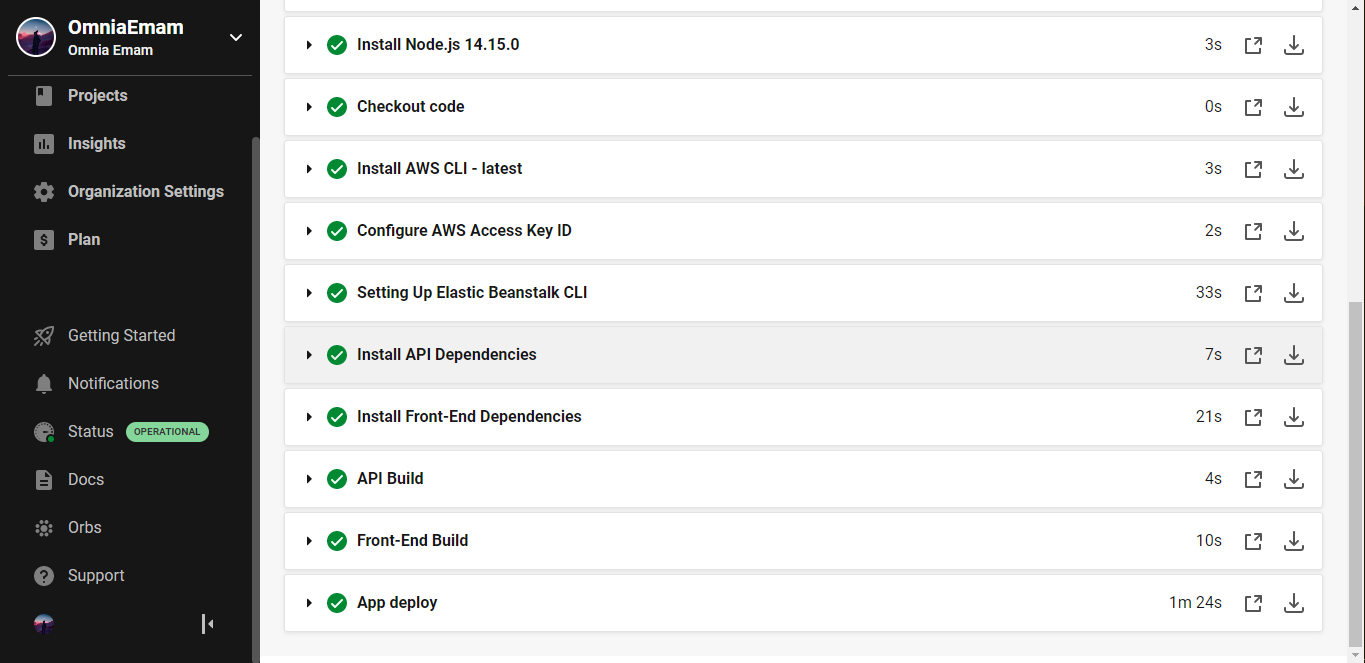 OmniaEmam
Omnia Emam
Projects
Insights
Organization Settings
Plan
Getting Started
Notifications
Status OPERATIONAL
Docs
Orbs
Support
Install Node.js 14.15.0 3s
Checkout code 0s
Install AWS CLI - latest 3s
Configure AWS Access Key ID 2s
Setting Up Elastic Beanstalk CLI 33s
Install API Dependencies 7s
Install Front-End Dependencies 21s
API Build 4s
Front-End Build 10s
App deploy 1m 24s